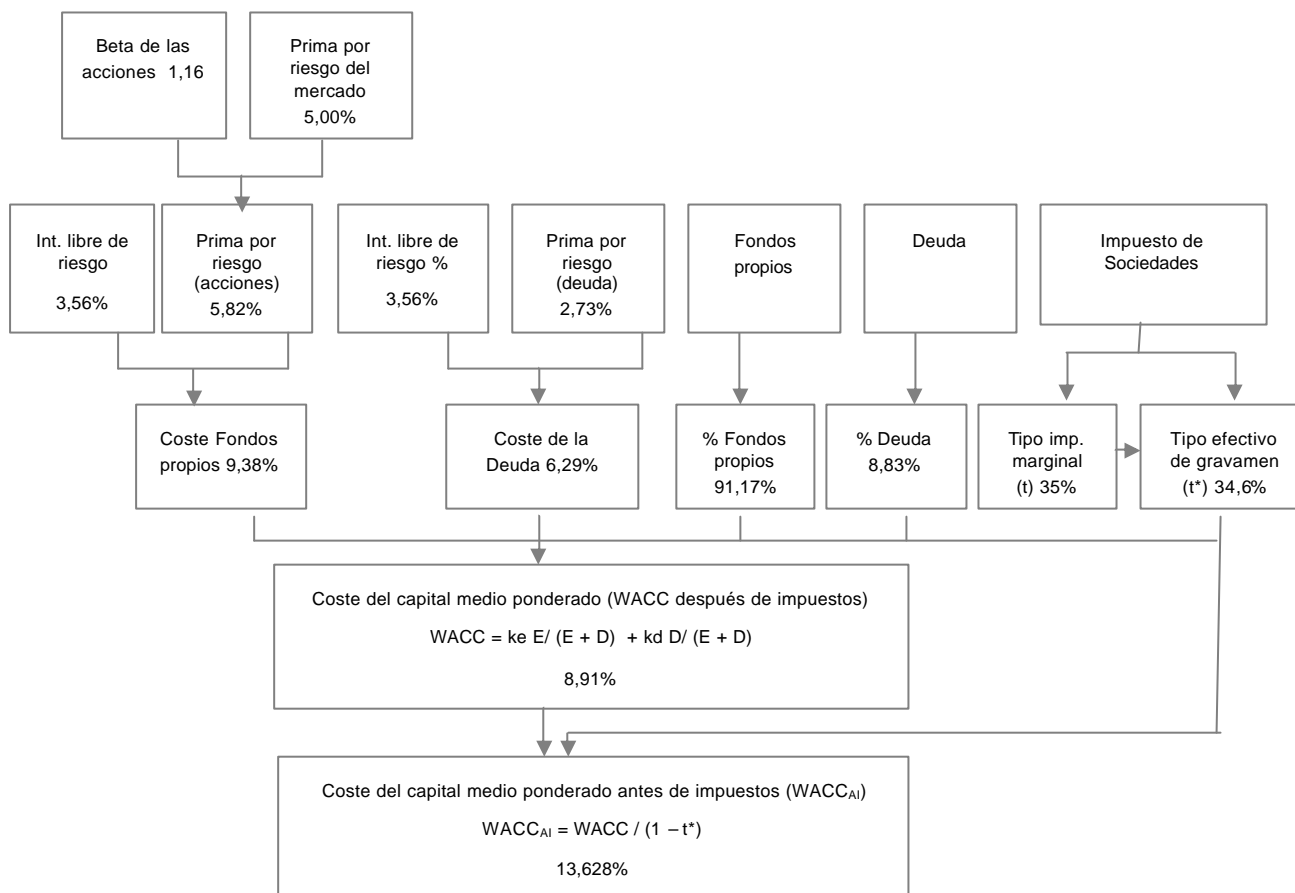 Beta de las
acciones 1,16
Prima por
riesgo del
mercado
5,00%
Int. libre de
riesgo
3,56%
Prima por
riesgo
(acciones)
5,82%
Int. libre de
riesgo %
3,56%
Prima por
riesgo
(deuda)
2,73%
Fondos
propios
Deuda
Impuesto de
Sociedades
Coste Fondos
propios 9,38%
Coste de la
Deuda 6,29%
% Fondos
propios
91,17%
% Deuda
8,83%
Tipo imp.
marginal
(t) 35%
Tipo efectivo
de gravamen
(t*) 34,6%
Coste del capital medio ponderado (WACC después de impuestos)
WACC = ke E/ (E + D) + kd D/ (E + D)
8,91%
Coste del capital medio ponderado antes de impuestos (WACCAI)
WACCAI = WACC / (1 – t*)
13,628%